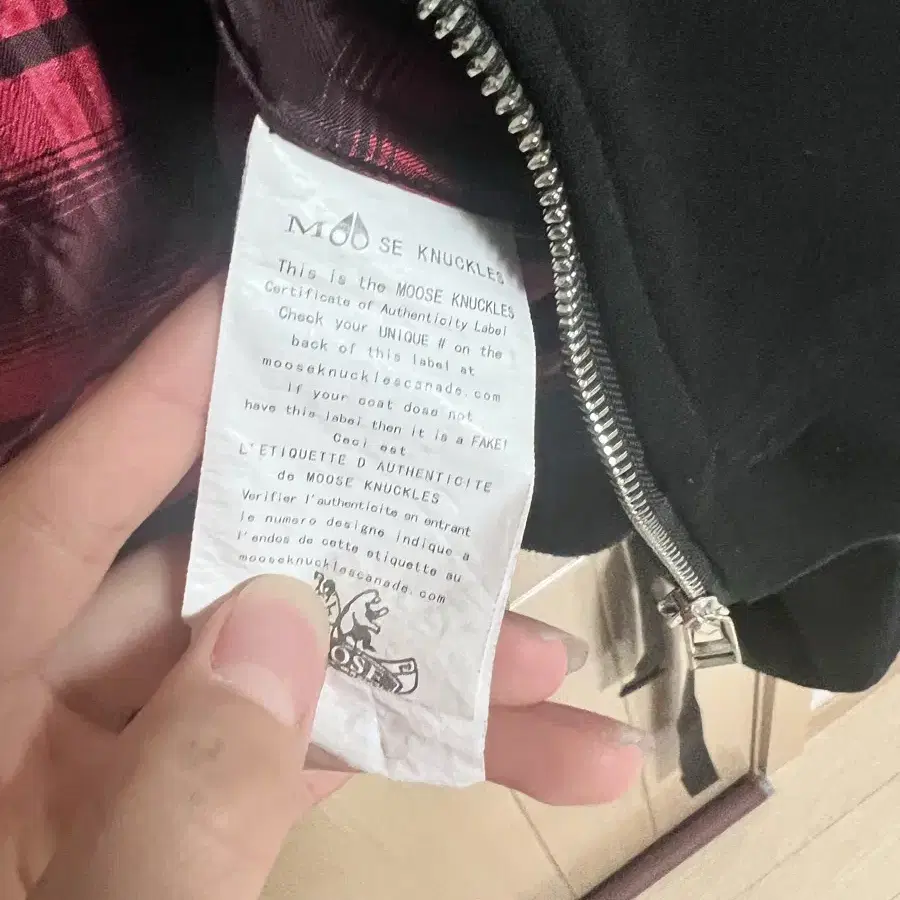 MOOSE KNUCKLES
This is the MOOSE KNUCKLES
Certificate of Authenticity Label
Check your UNIQUE # on the
back of this label at
mooseknucklescanade.com
if your coat dose not
have this label then it is a FAKE!
Ceci est
L'ETIQUETTE D AUTHENTICITE
de MOOSE KNUCKLES
Verifier l'authenticite en entrant
le numero designe indique a
l'endos de cette etiquette au
mooseknucklescanade.com